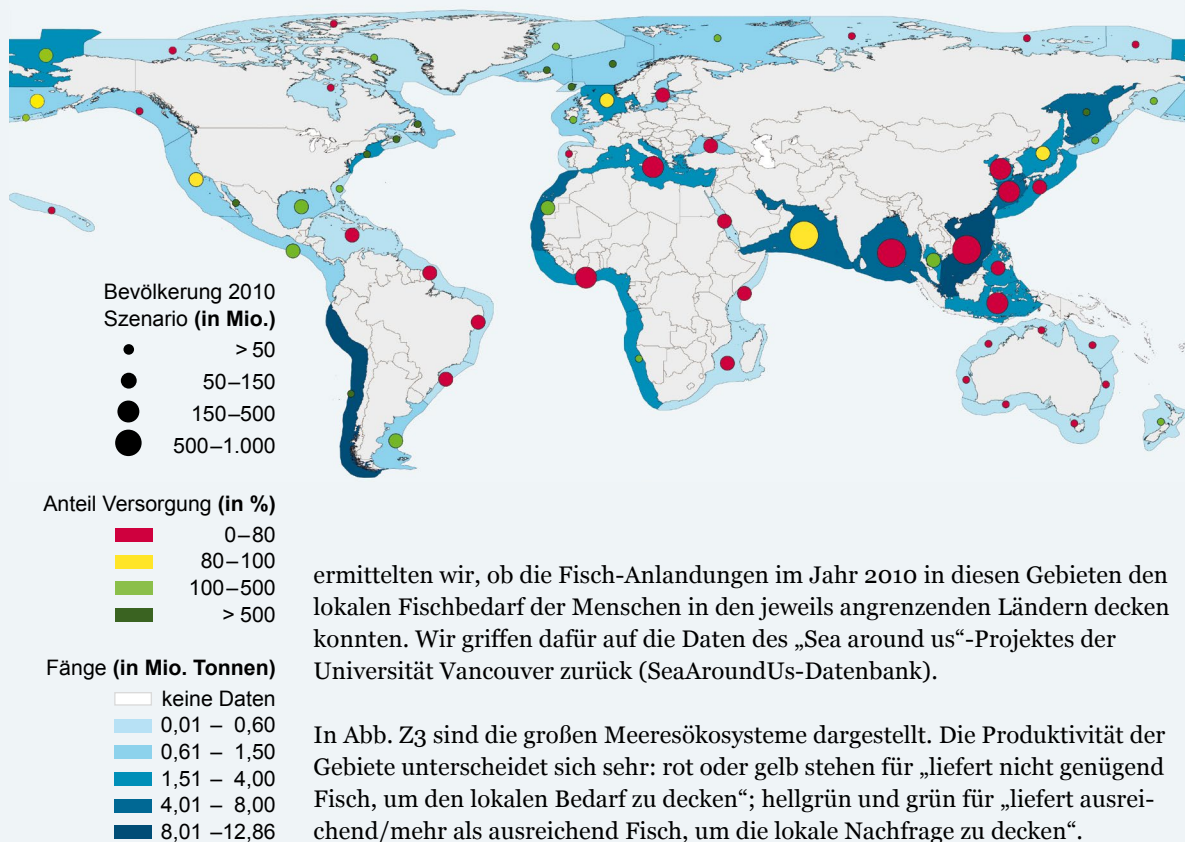 Bevölkerung 2010
Szenario (in Mio.)
> 50
50–150
150–500
500–1.000
Anteil Versorgung (in %)
0–80
80–100
100–500
> 500
Fänge (in Mio. Tonnen)
keine Daten
0,01 – 0,60
0,61 – 1,50
1,51 – 4,00
4,01 – 8,00
8,01 –12,86
ermittelten wir, ob die Fisch-Anlandungen im Jahr 2010 in diesen Gebieten den
lokalen Fischbedarf der Menschen in den jeweils angrenzenden Ländern decken
konnten. Wir griffen dafür auf die Daten des „Sea around us“-Projektes der
Universität Vancouver zurück (SeaAroundUs-Datenbank).
In Abb. Z3 sind die großen Meeresökosysteme dargestellt. Die Produktivität der
Gebiete unterscheidet sich sehr: rot oder gelb stehen für „liefert nicht genügend
Fisch, um den lokalen Bedarf zu decken“; hellgrün und grün für „liefert ausrei-
chend/mehr als ausreichend Fisch, um die lokale Nachfrage zu decken“.